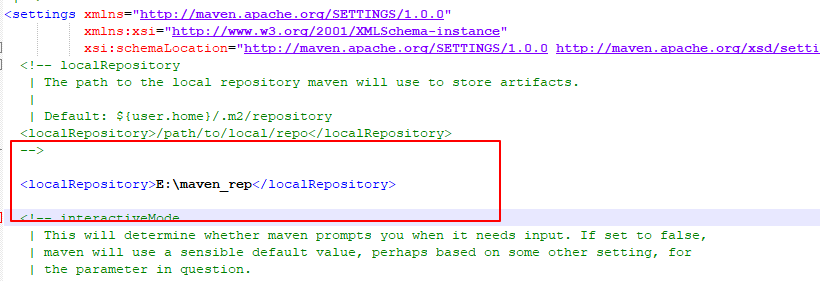 <settings xmlns="http://maven.apache.org/SETTINGS/1.0.0"
xmlns:xsi="http://www.w3.org/2001/XMLSchema-instance"
xsi:schemaLocation="http://maven.apache.org/SETTINGS/1.0.0 http://maven.apache.org/xsd/setti
<!-- localRepository
| The path to the local repository maven will use to store artifacts.
|
| Default: ${user.home}/.m2/repository
<localRepository>/path/to/local/repo</localRepository>
-->
<localRepository>E:\maven_rep</localRepository>
<!-- interactiveMode
| This will determine whether maven prompts you when it needs input. If set to false,
| maven will use a sensible default value, perhaps based on some other setting, for
| the parameter in question.